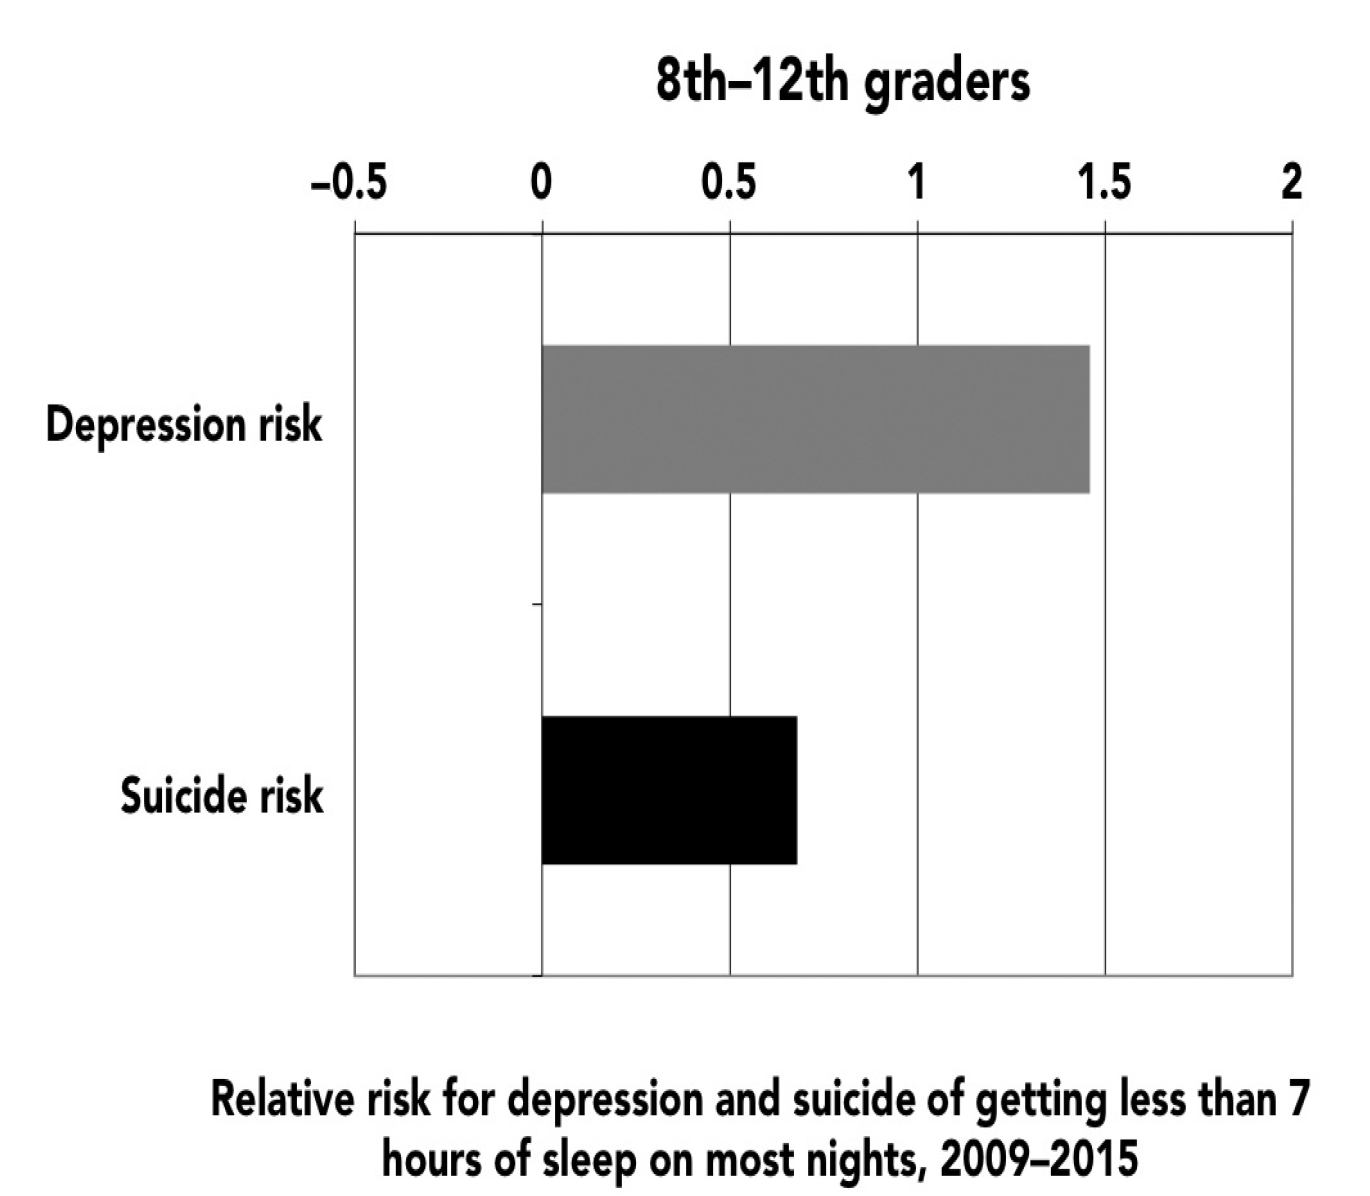 8th–12th graders
–0.5 0 0.5 1 1.5 2
Depression risk
Suicide risk
Relative risk for depression and suicide of getting less than 7
hours of sleep on most nights, 2009–2015